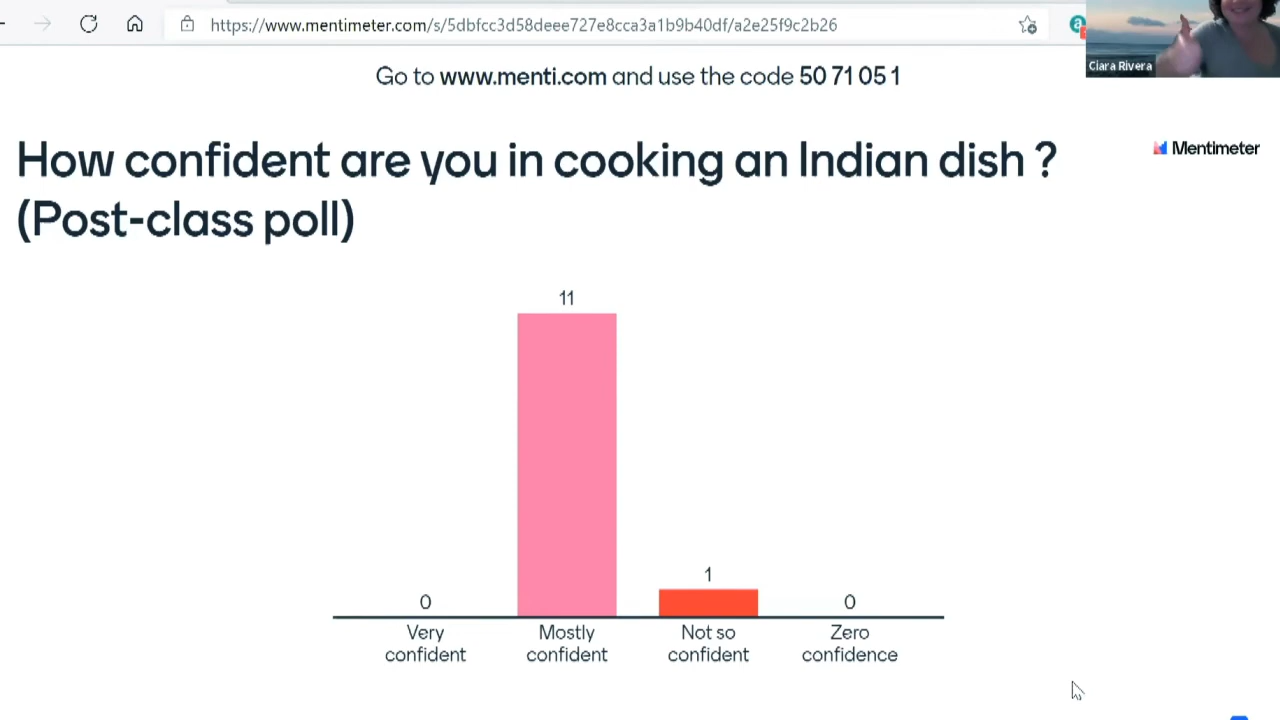 https://www.mentimeter.com/s/5dbfcc3d58deee727e8cca3a1b9b40df/a2e25f9c2b26
a
Clara Rivera
Go to www.menti.com and use the code 50 71 05 1
How confident are you in cooking an Indian dish ?
(Post-class poll)
Mentimeter
11
1
0
0
Very confident
Mostly confident
Not so confident
Zero confidence